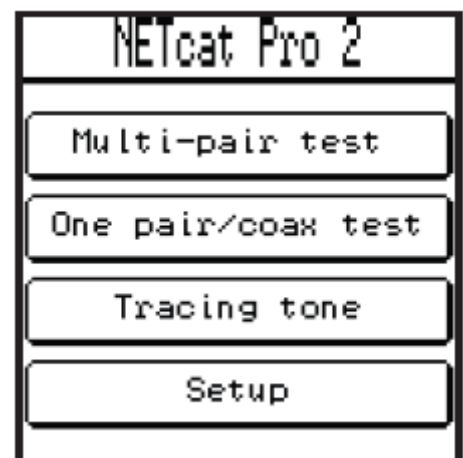 NETcat Pro 2
Multi-pair test
One pair/coax test
Tracing tone
Setup